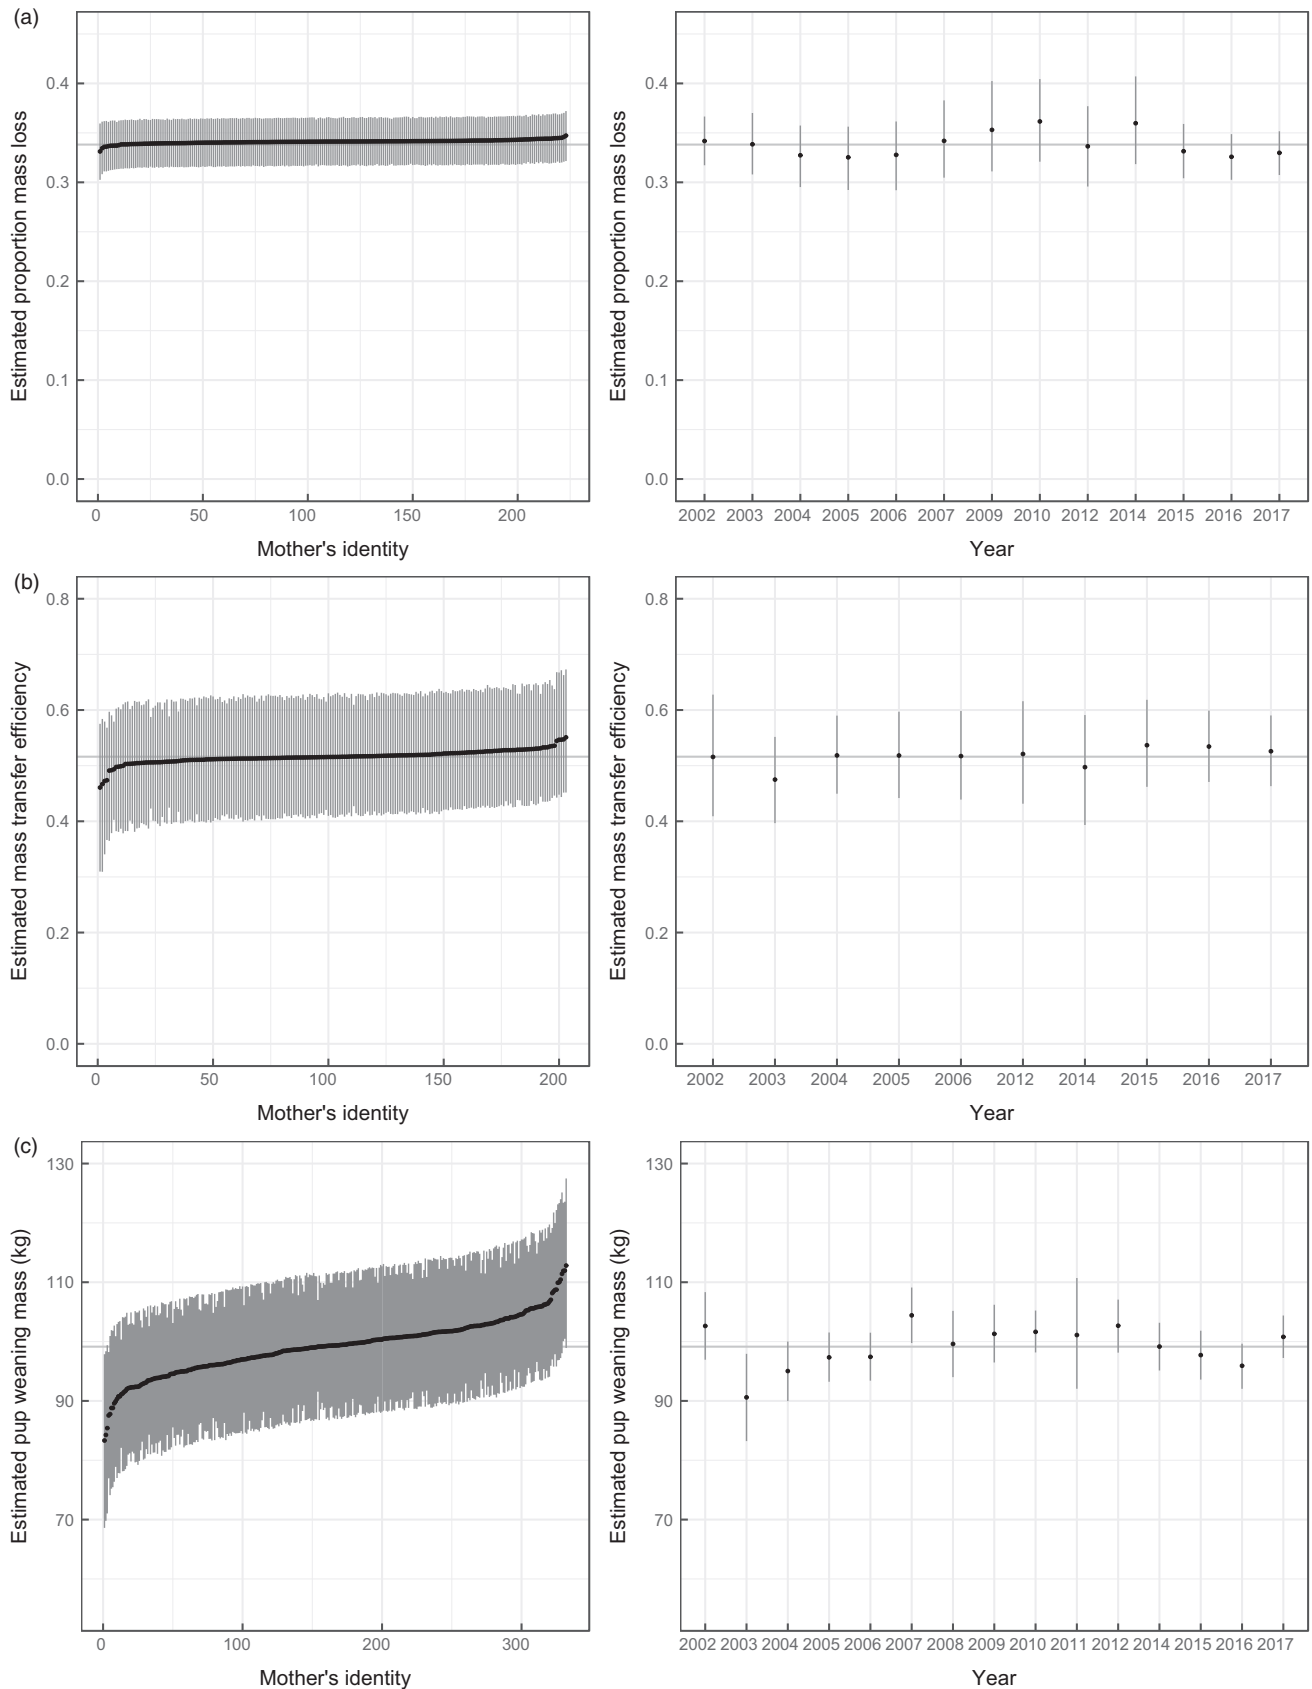 (a)
Estimated proportion mass loss
0.4
0.3
0.2
0.1
0.0
0 50 100 150 200
Mother's identity
Estimated proportion mass loss
0.4
0.3
0.2
0.1
0.0
2002 2003 2004 2005 2006 2007 2009 2010 2012 2014 2015 2016 2017
Year
(b)
Estimated mass transfer efficiency
0.8
0.6
0.4
0.2
0.0
0 50 100 150 200
Mother's identity
Estimated mass transfer efficiency
0.8
0.6
0.4
0.2
0.0
2002 2003 2004 2005 2006 2012 2014 2015 2016 2017
Year
(c)
Estimated pup weaning mass (kg)
130
110
90
70
0 100 200 300
Mother's identity
Estimated pup weaning mass (kg)
130
110
90
70
2002 2003 2004 2005 2006 2007 2008 2009 2010 2011 2012 2014 2015 2016 2017
Year